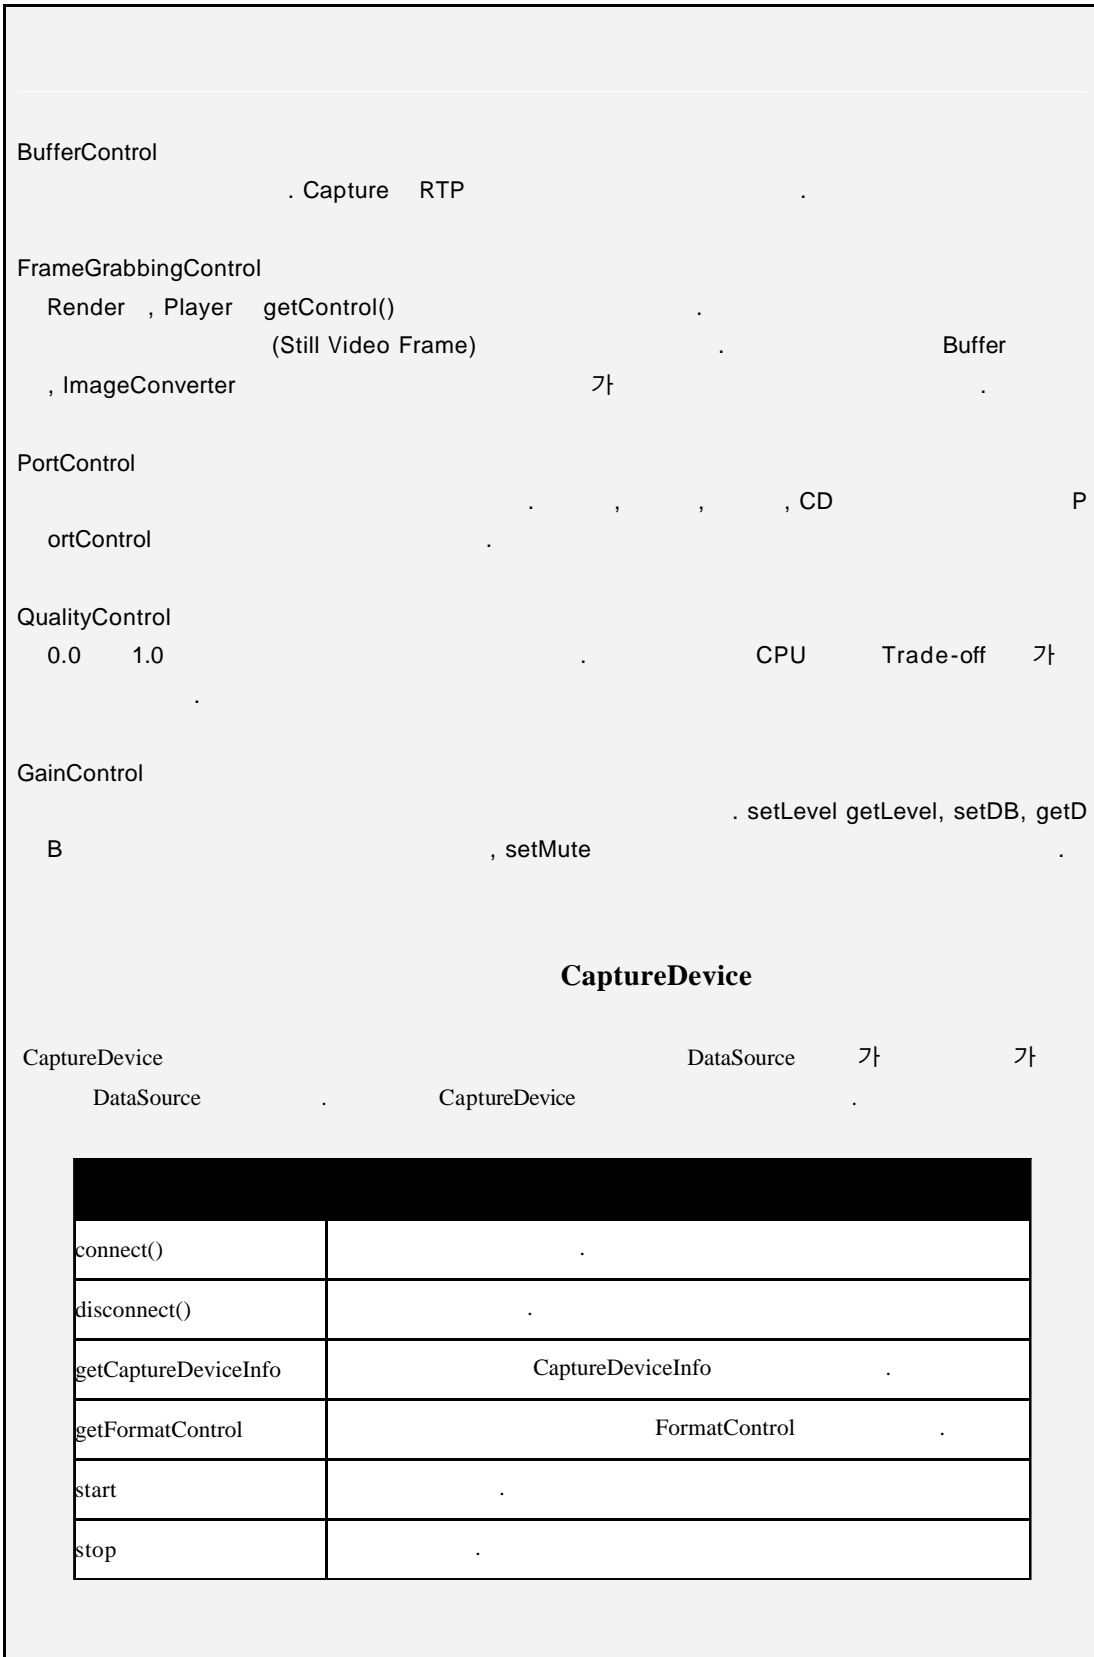 BufferControl
. Capture RTP .
FrameGrabbingControl
Render , Player getControl() .
(Still Video Frame) . Buffer
, ImageConverter 가 .
PortControl
. , , , CD P
ortControl .
QualityControl
0.0 1.0 . CPU Trade-off 가
.
GainControl
. setLevel getLevel, setDB, getD
B , setMute .
CaptureDevice
CaptureDevice DataSource 가 가
DataSource . CaptureDevice .
connect() .
disconnect() .
getCaptureDeviceInfo CaptureDeviceInfo .
getFormatControl FormatControl .
start .
stop .